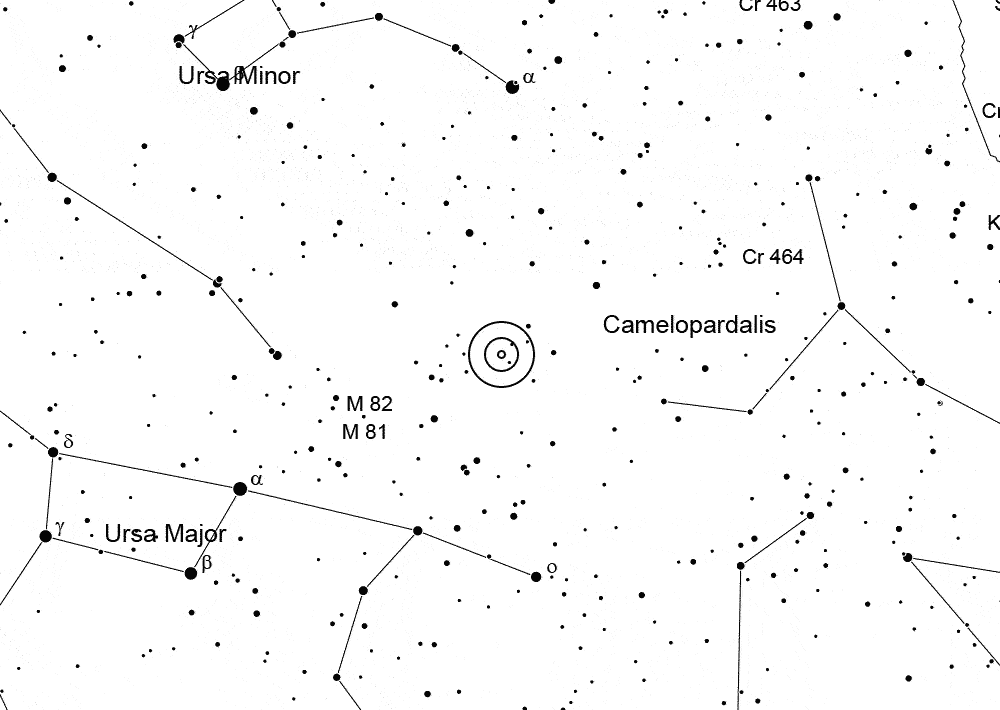 Cr 463
γ
β
Ursa Minor
α
Cr 464
Camelopardalis
M 82
M 81
δ
α
γ
Ursa Major
β
ο